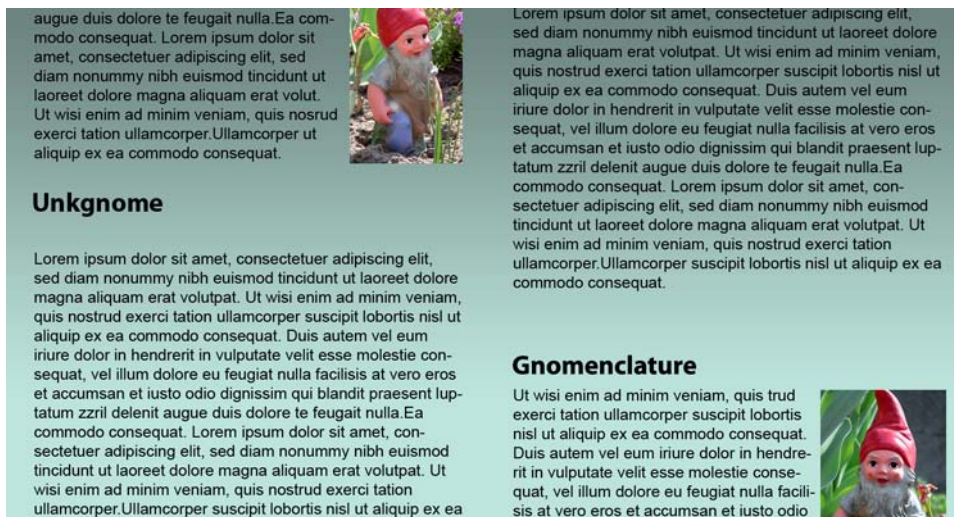 augue duis dolore te feugait nulla.Ea com-
modo consequat. Lorem ipsum dolor sit
amet, consectetuer adipiscing elit, sed
diam nonummy nibh euismod tincidunt ut
laoreet dolore magna aliquam erat volut.
Ut wisi enim ad minim veniam, quis nosrud
exerci tation ullamcorper.Ullamcorper ut
aliquip ex ea commodo consequat.
Unkgnome
Lorem ipsum dolor sit amet, consectetuer adipiscing elit,
sed diam nonummy nibh euismod tincidunt ut laoreet dolore
magna aliquam erat volutpat. Ut wisi enim ad minim veniam,
quis nostrud exerci tation ullamcorper suscipit lobortis nisl ut
aliquip ex ea commodo consequat. Duis autem vel eum
iriure dolor in hendrerit in vulputate velit esse molestie con-
sequat, vel illum dolore eu feugiat nulla facilisis at vero eros
et accumsan et iusto odio dignissim qui blandit praesent lup-
tatum zzril delenit augue duis dolore te feugait nulla.Ea
commodo consequat. Lorem ipsum dolor sit amet, con-
sectetuer adipiscing elit, sed diam nonummy nibh euismod
tincidunt ut laoreet dolore magna aliquam erat volutpat. Ut
wisi enim ad minim veniam, quis nostrud exerci tation
ullamcorper.Ullamcorper suscipit lobortis nisl ut aliquip ex ea
Lorem ipsum dolor sit amet, consectetuer adipiscing elit,
sed diam nonummy nibh euismod tincidunt ut laoreet dolore
magna aliquam erat volutpat. Ut wisi enim ad minim veniam,
quis nostrud exerci tation ullamcorper suscipit lobortis nisl ut
aliquip ex ea commodo consequat. Duis autem vel eum
iriure dolor in hendrerit in vulputate velit esse molestie con-
sequat, vel illum dolore eu feugiat nulla facilisis at vero eros
et accumsan et iusto odio dignissim qui blandit praesent lup-
tatum zzril delenit augue duis dolore te feugait nulla.Ea
commodo consequat. Lorem ipsum dolor sit amet, con-
sectetuer adipiscing elit, sed diam nonummy nibh euismod
tincidunt ut laoreet dolore magna aliquam erat volutpat. Ut
wisi enim ad minim veniam, quis nostrud exerci tation
ullamcorper.Ullamcorper suscipit lobortis nisl ut aliquip ex ea
commodo consequat.
Gnomenclature
Ut wisi enim ad minim veniam, quis trud
exerci tation ullamcorper suscipit lobortis
nisl ut aliquip ex ea commodo consequat.
Duis autem vel eum iriure dolor in hendre-
rit in vulputate velit esse molestie conse-
quat, vel illum dolore eu feugiat nulla facili-
sis at vero eros et accumsan et iusto odio